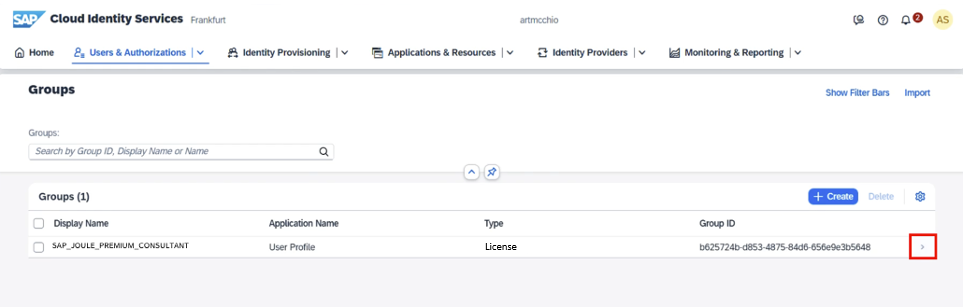 SAP Cloud Identity Services Frankfurt artmcchio 2 AS
Home Users & Authorizations Identity Provisioning Applications & Resources Identity Providers Monitoring & Reporting
Groups Show Filter Bars Import
Groups:
Search by Group ID, Display Name or Name
Groups (1) Create Delete
Display Name Application Name Type Group ID
SAP_JOULE_PREMIUM_CONSULTANT User Profile License b625724b-d853-4875-84d6-656e9e3b5648